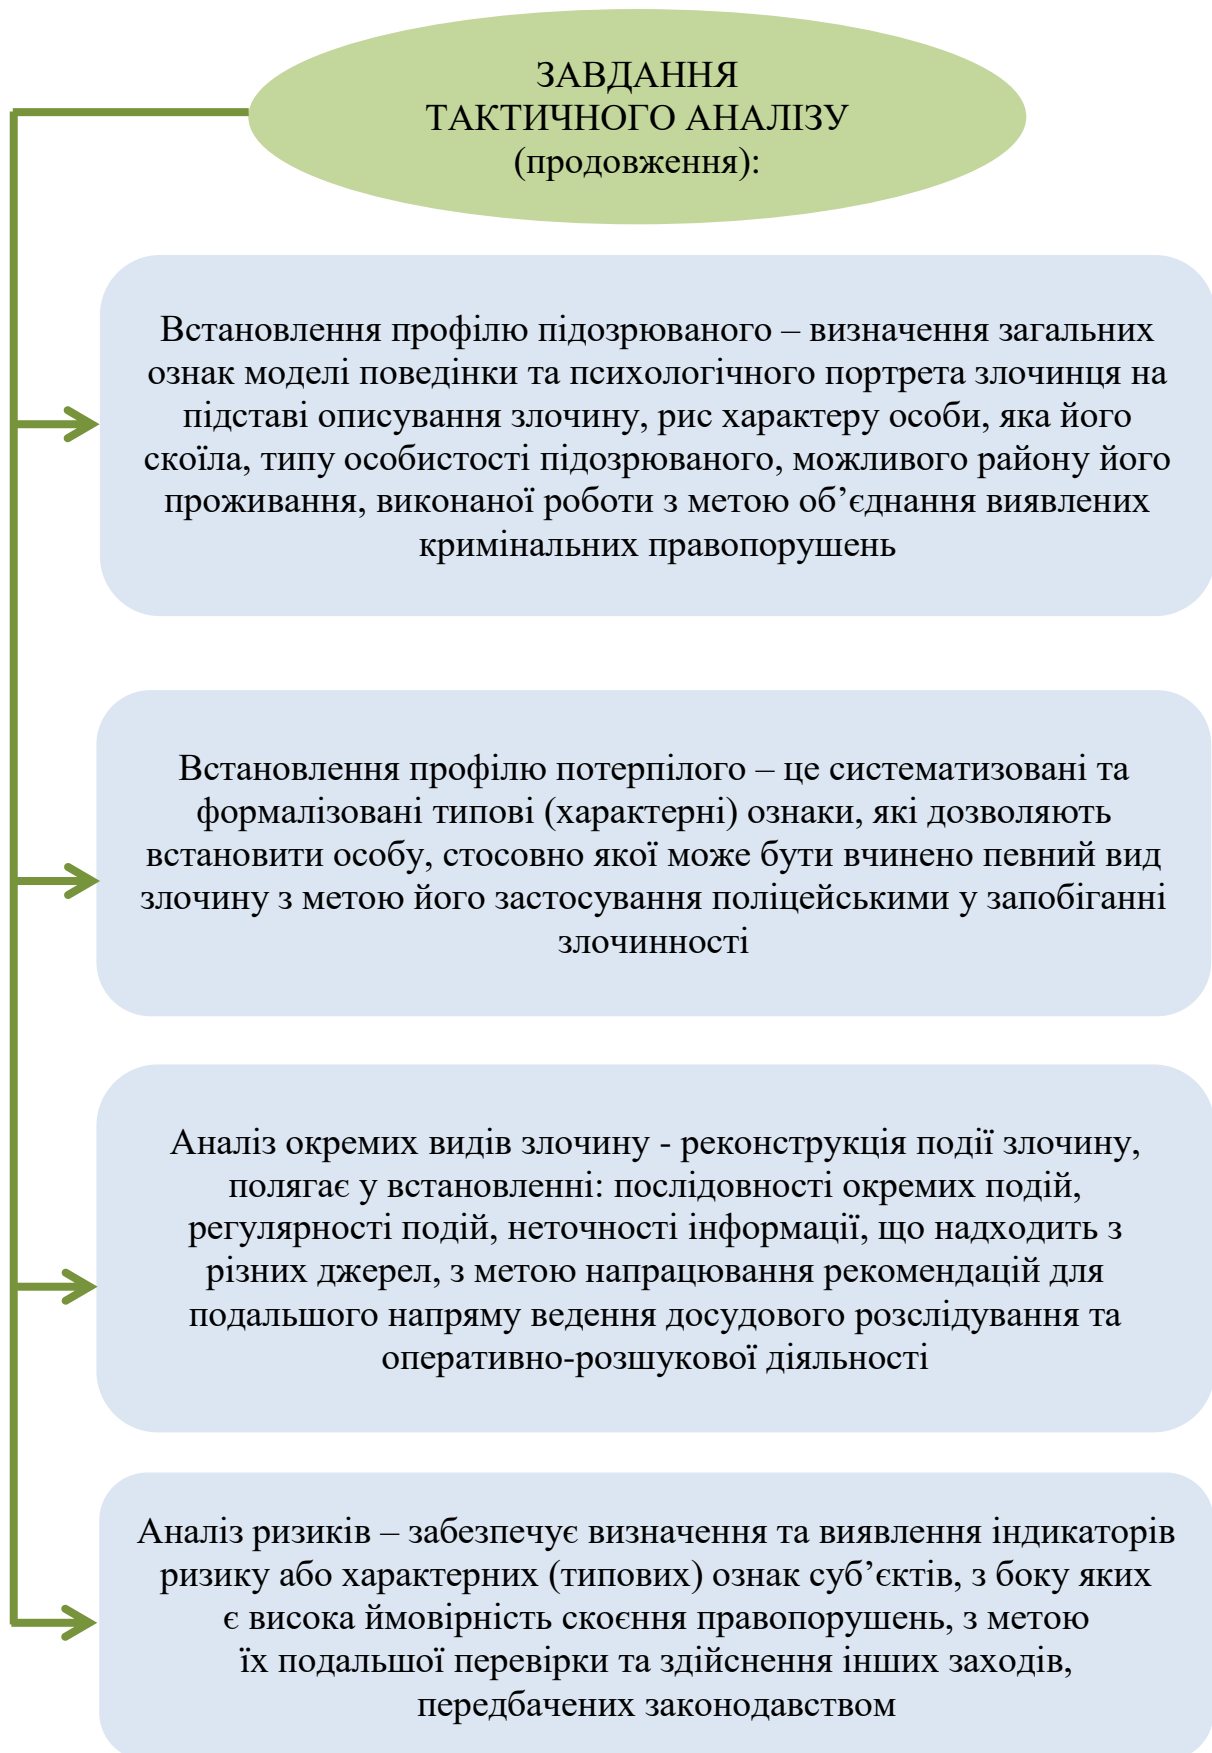 ЗАВДАННЯ
ТАКТИЧНОГО АНАЛІЗУ
(продовження):
Встановлення профілю підозрюваного – визначення загальних
ознак моделі поведінки та психологічного портрета злочинця на
підставі описування злочину, рис характеру особи, яка його
скоїла, типу особистості підозрюваного, можливого району його
проживання, виконаної роботи з метою об’єднання виявлених
кримінальних правопорушень
Встановлення профілю потерпілого – це систематизовані та
формалізовані типові (характерні) ознаки, які дозволяють
встановити особу, стосовно якої може бути вчинено певний вид
злочину з метою його застосування поліцейськими у запобіганні
злочинності
Аналіз окремих видів злочину - реконструкція події злочину,
полягає у встановленні: послідовності окремих подій,
регулярності подій, неточності інформації, що надходить з
різних джерел, з метою напрацювання рекомендацій для
подальшого напряму ведення досудового розслідування та
оперативно-розшукової діяльності
Аналіз ризиків – забезпечує визначення та виявлення індикаторів
ризику або характерних (типових) ознак суб’єктів, з боку яких
є висока ймовірність скоєння правопорушень, з метою
їх подальшої перевірки та здійснення інших заходів,
передбачених законодавством